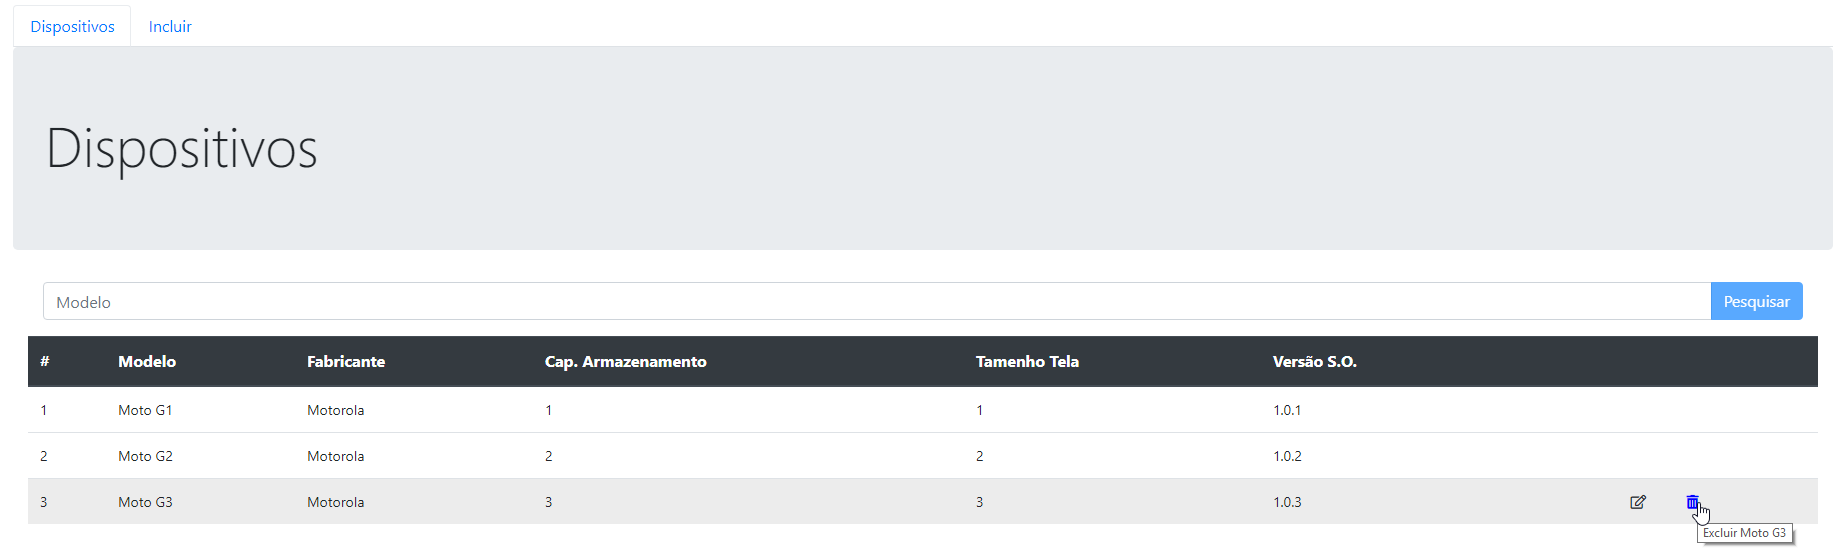 Dispositivos Incluir
Dispositivos
Modelo Pesquisar
# Modelo Fabricante Cap. Armazenamento Tamenho Tela Versão S.O.
1 Moto G1 Motorola 1 1 1.0.1
2 Moto G2 Motorola 2 2 1.0.2
3 Moto G3 Motorola 3 3 1.0.3
Excluir Moto G3